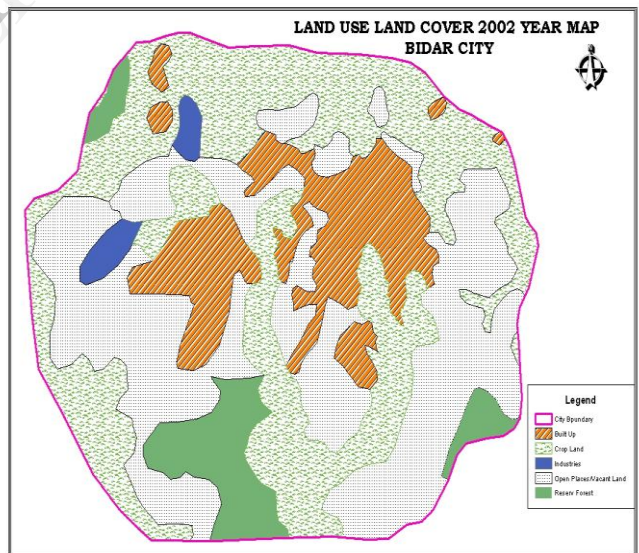 LAND USE LAND COVER 2002 YEAR MAP
BIDAR CITY
Legend
City Bpundary
Built Up
Crop Land
Industries
Open Places/Vacant Land
Reserv Forest